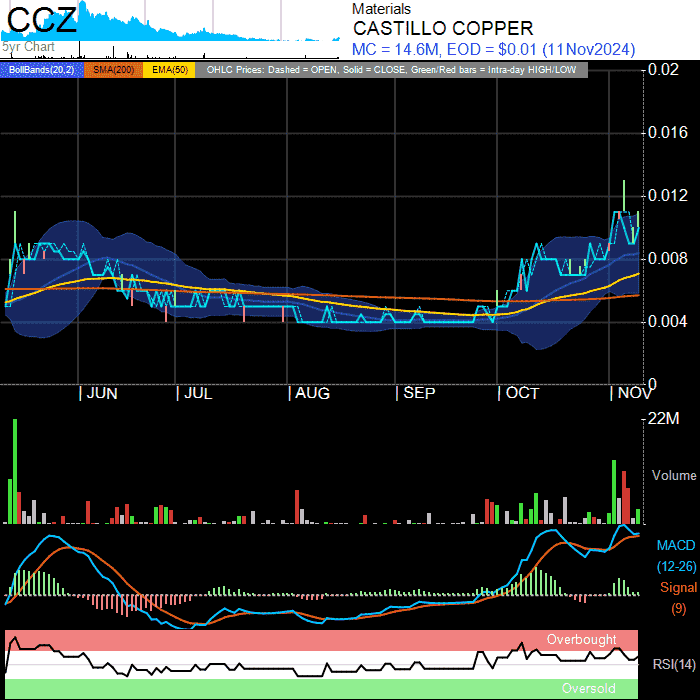 CCZ
5yr Chart
Materials
CASTILLO COPPER
MC = 14.6M, EOD = $0.01 (11Nov2024)
BollBands(20,2) SMA(200) EMA(50) OHLC Prices: Dashed = OPEN, Solid = CLOSE, Green/Red bars = Intra-day HIGH/LOW
0.02
0.016
0.012
0.008
0.004
0
JUN JUL AUG SEP OCT NOV
22M
Volume
MACD
(12-26)
Signal
(9)
Overbought
RSI(14)
Oversold